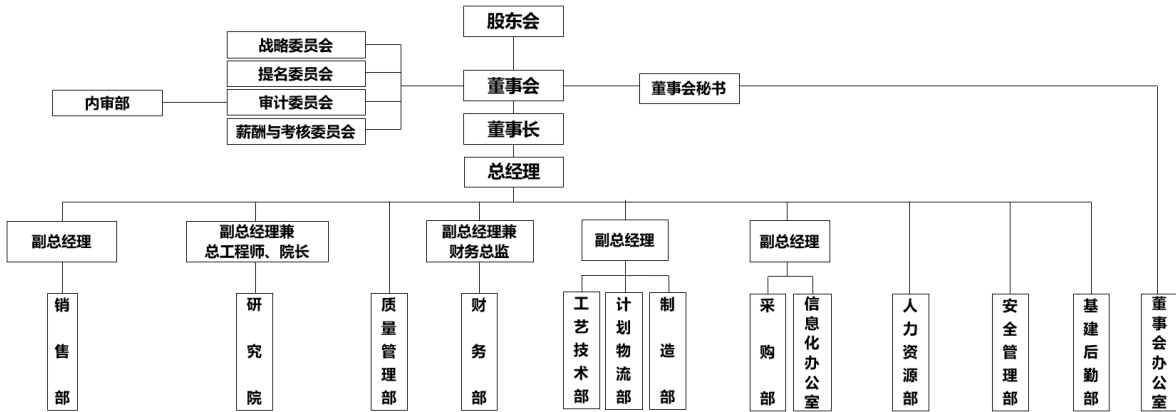 股东会
战略委员会
提名委员会
董事会
董事会秘书
内审部
审计委员会
薪酬与考核委员会
董事长
总经理
副总经理
副总经理兼
总工程师、院长
副总经理兼
财务总监
副总经理
副总经理
销售部
研究院
质量管理部
财务部
工艺技术部
计划物流部
制造部
采购部
信息化办公室
人力资源部
安全管理部
基建后勤部
董事会办公室